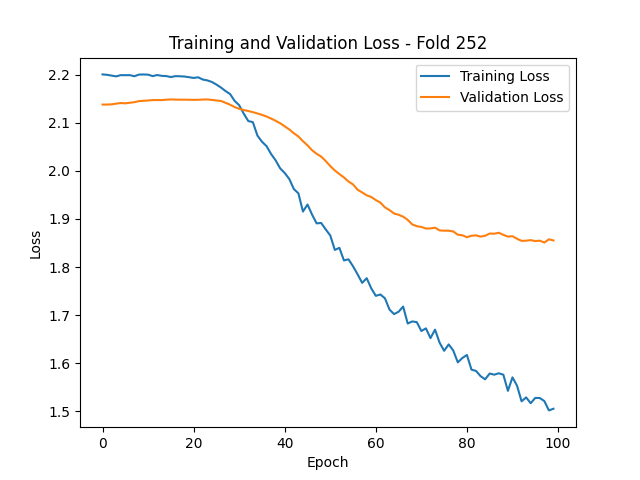 Training and Validation Loss - Fold 252
Training Loss
Validation Loss
Loss
2.2
2.1
2.0
1.9
1.8
1.7
1.6
1.5
0
20
40
60
80
100
Epoch